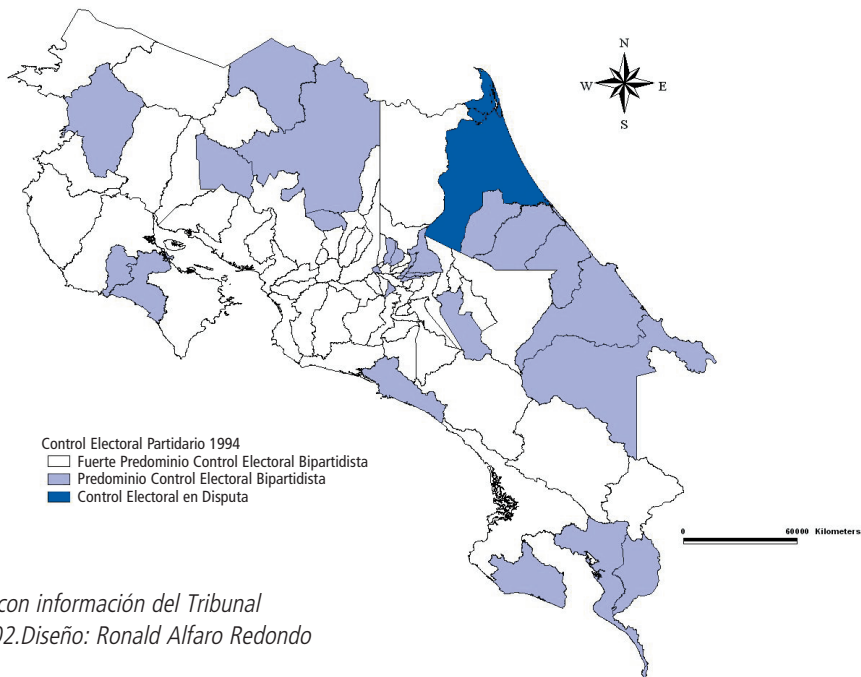 N
W E
S
Control Electoral Partidario 1994
Fuerte Predominio Control Electoral Bipartidista
Predominio Control Electoral Bipartidista
Control Electoral en Disputa
0 60000 Kilometers
con información del Tribunal
02.Diseño: Ronald Alfaro Redondo